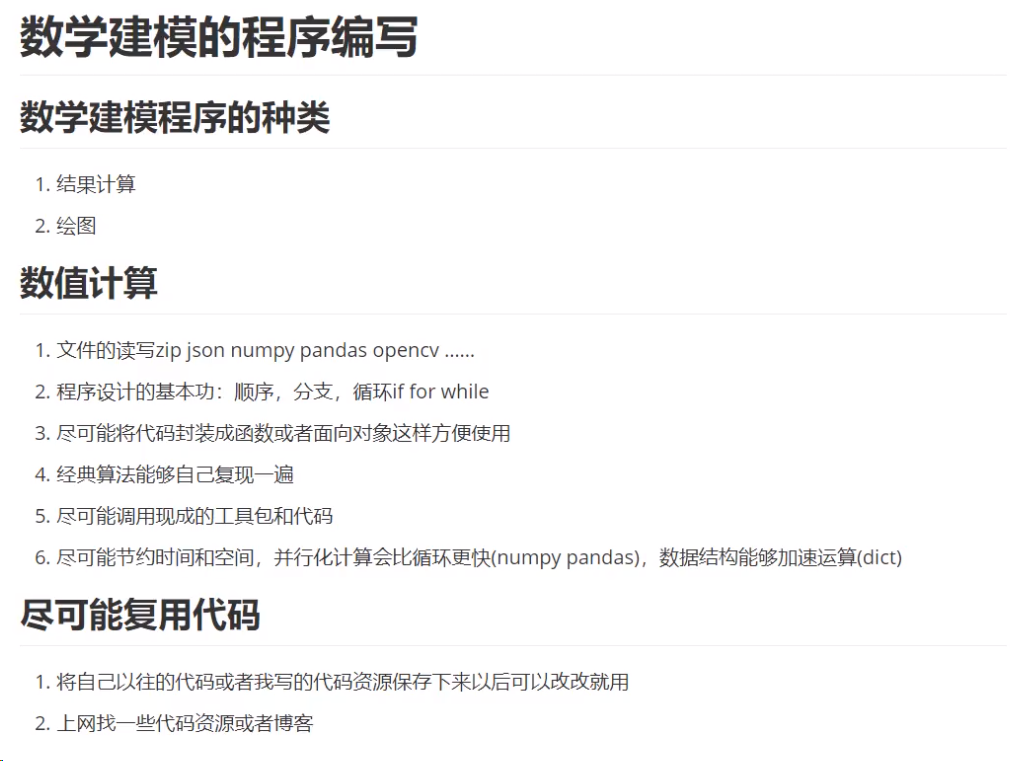 数学建模的程序编写
数学建模程序的种类
1. 结果计算
2. 绘图
数值计算
1. 文件的读写zip json numpy pandas opencv ......
2. 程序设计的基本功：顺序，分支，循环if for while
3. 尽可能将代码封装成函数或者面向对象这样方便使用
4. 经典算法能够自己复现一遍
5. 尽可能调用现成的工具包和代码
6. 尽可能节约时间和空间，并行化计算会比循环更快(numpy pandas)，数据结构能够加速运算(dict)
尽可能复用代码
1. 将自己以往的代码或者我写的代码资源保存下来以后可以改改就用
2. 上网找一些代码资源或者博客